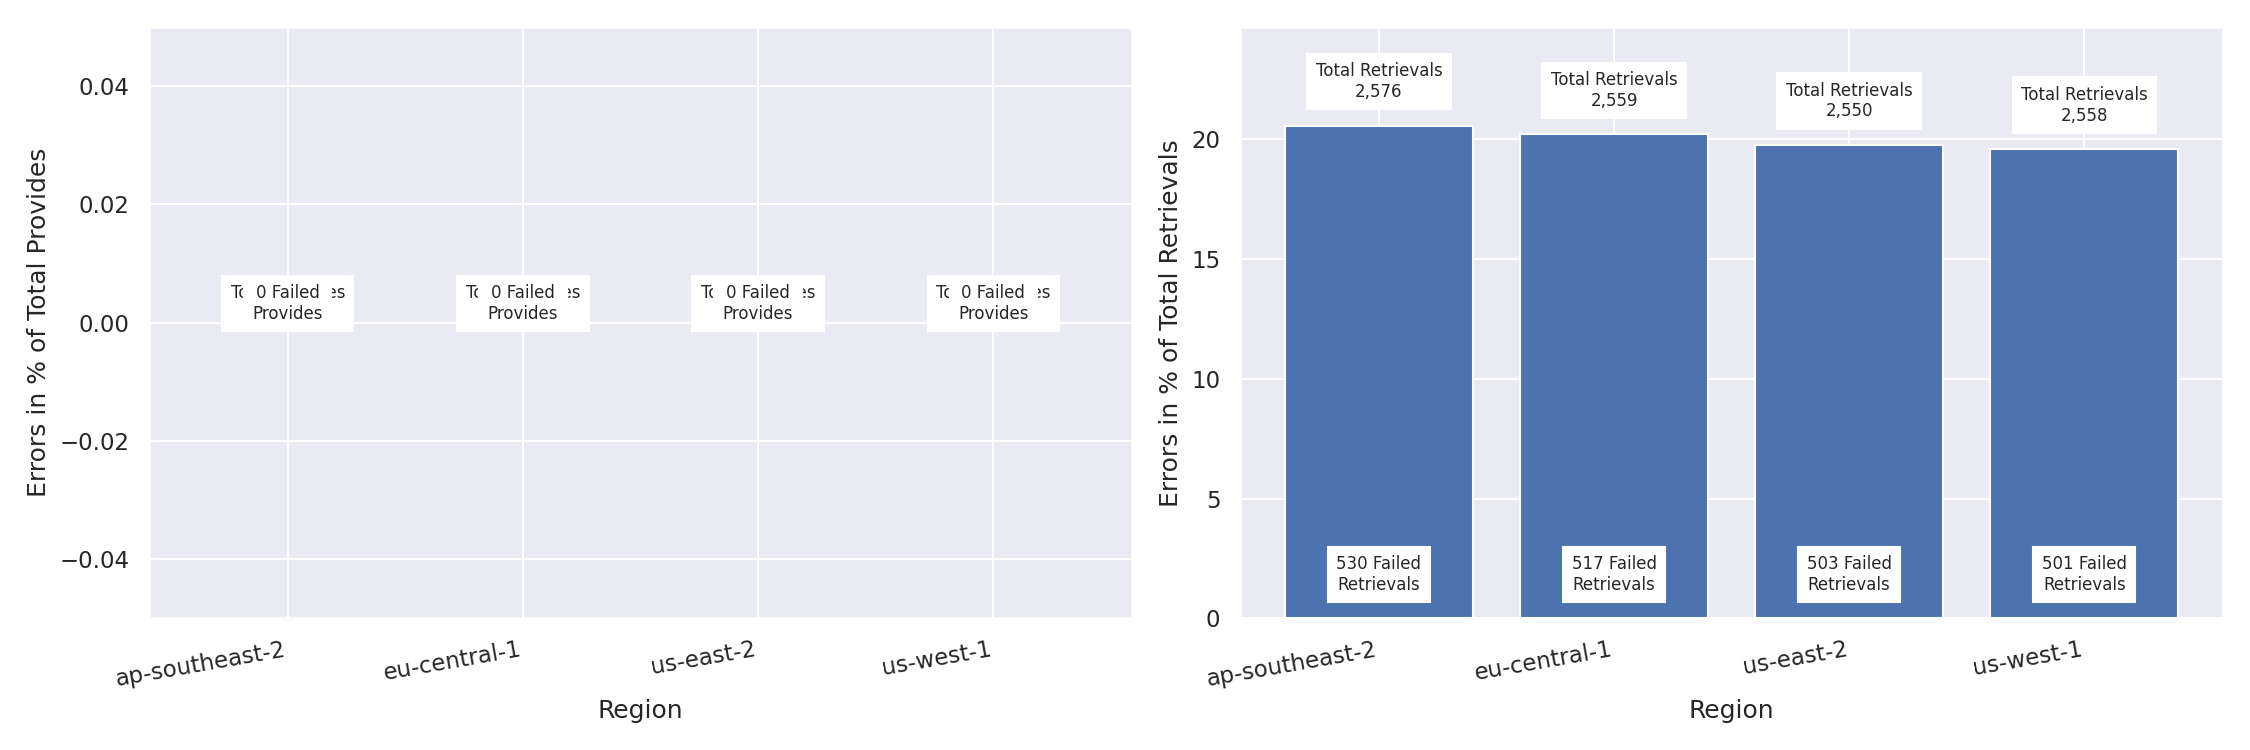 Errors in % of Total Provides
0.04
0.02
0.00
−0.02
−0.04
0 Failed
Provides
0 Failed
Provides
0 Failed
Provides
0 Failed
Provides
ap-southeast-2
eu-central-1
us-east-2
us-west-1
Region
Errors in % of Total Retrievals
20
15
10
5
0
Total Retrievals
2,576
Total Retrievals
2,559
Total Retrievals
2,550
Total Retrievals
2,558
530 Failed
Retrievals
517 Failed
Retrievals
503 Failed
Retrievals
501 Failed
Retrievals
ap-southeast-2
eu-central-1
us-east-2
us-west-1
Region